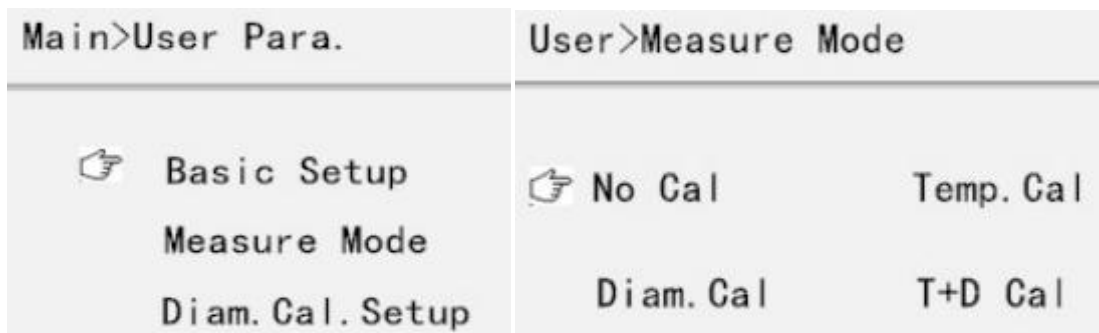 Main>User Para.
Basic Setup
Measure Mode
Diam.Cal.Setup
User>Measure Mode
No Cal Temp.Cal
Diam.Cal T+D Cal